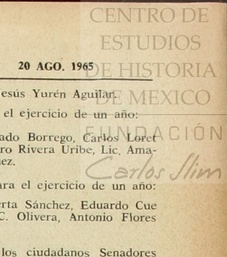 CENTRO DE
ESTUDIOS
DE HISTORIA
DE MEXICO
FUNDACIÓN
Carlos Slim
20 AGO. 1965
esús Yurén Aguilar.
el ejercicio de un año:
ado Borrego, Carlos Loret
ro Rivera Uribe, Lic. Ama-
ez.
ara el ejercicio de un año:
erta Sánchez, Eduardo Cue
C. Olivera, Antonio Flores
los ciudadanos Senadores